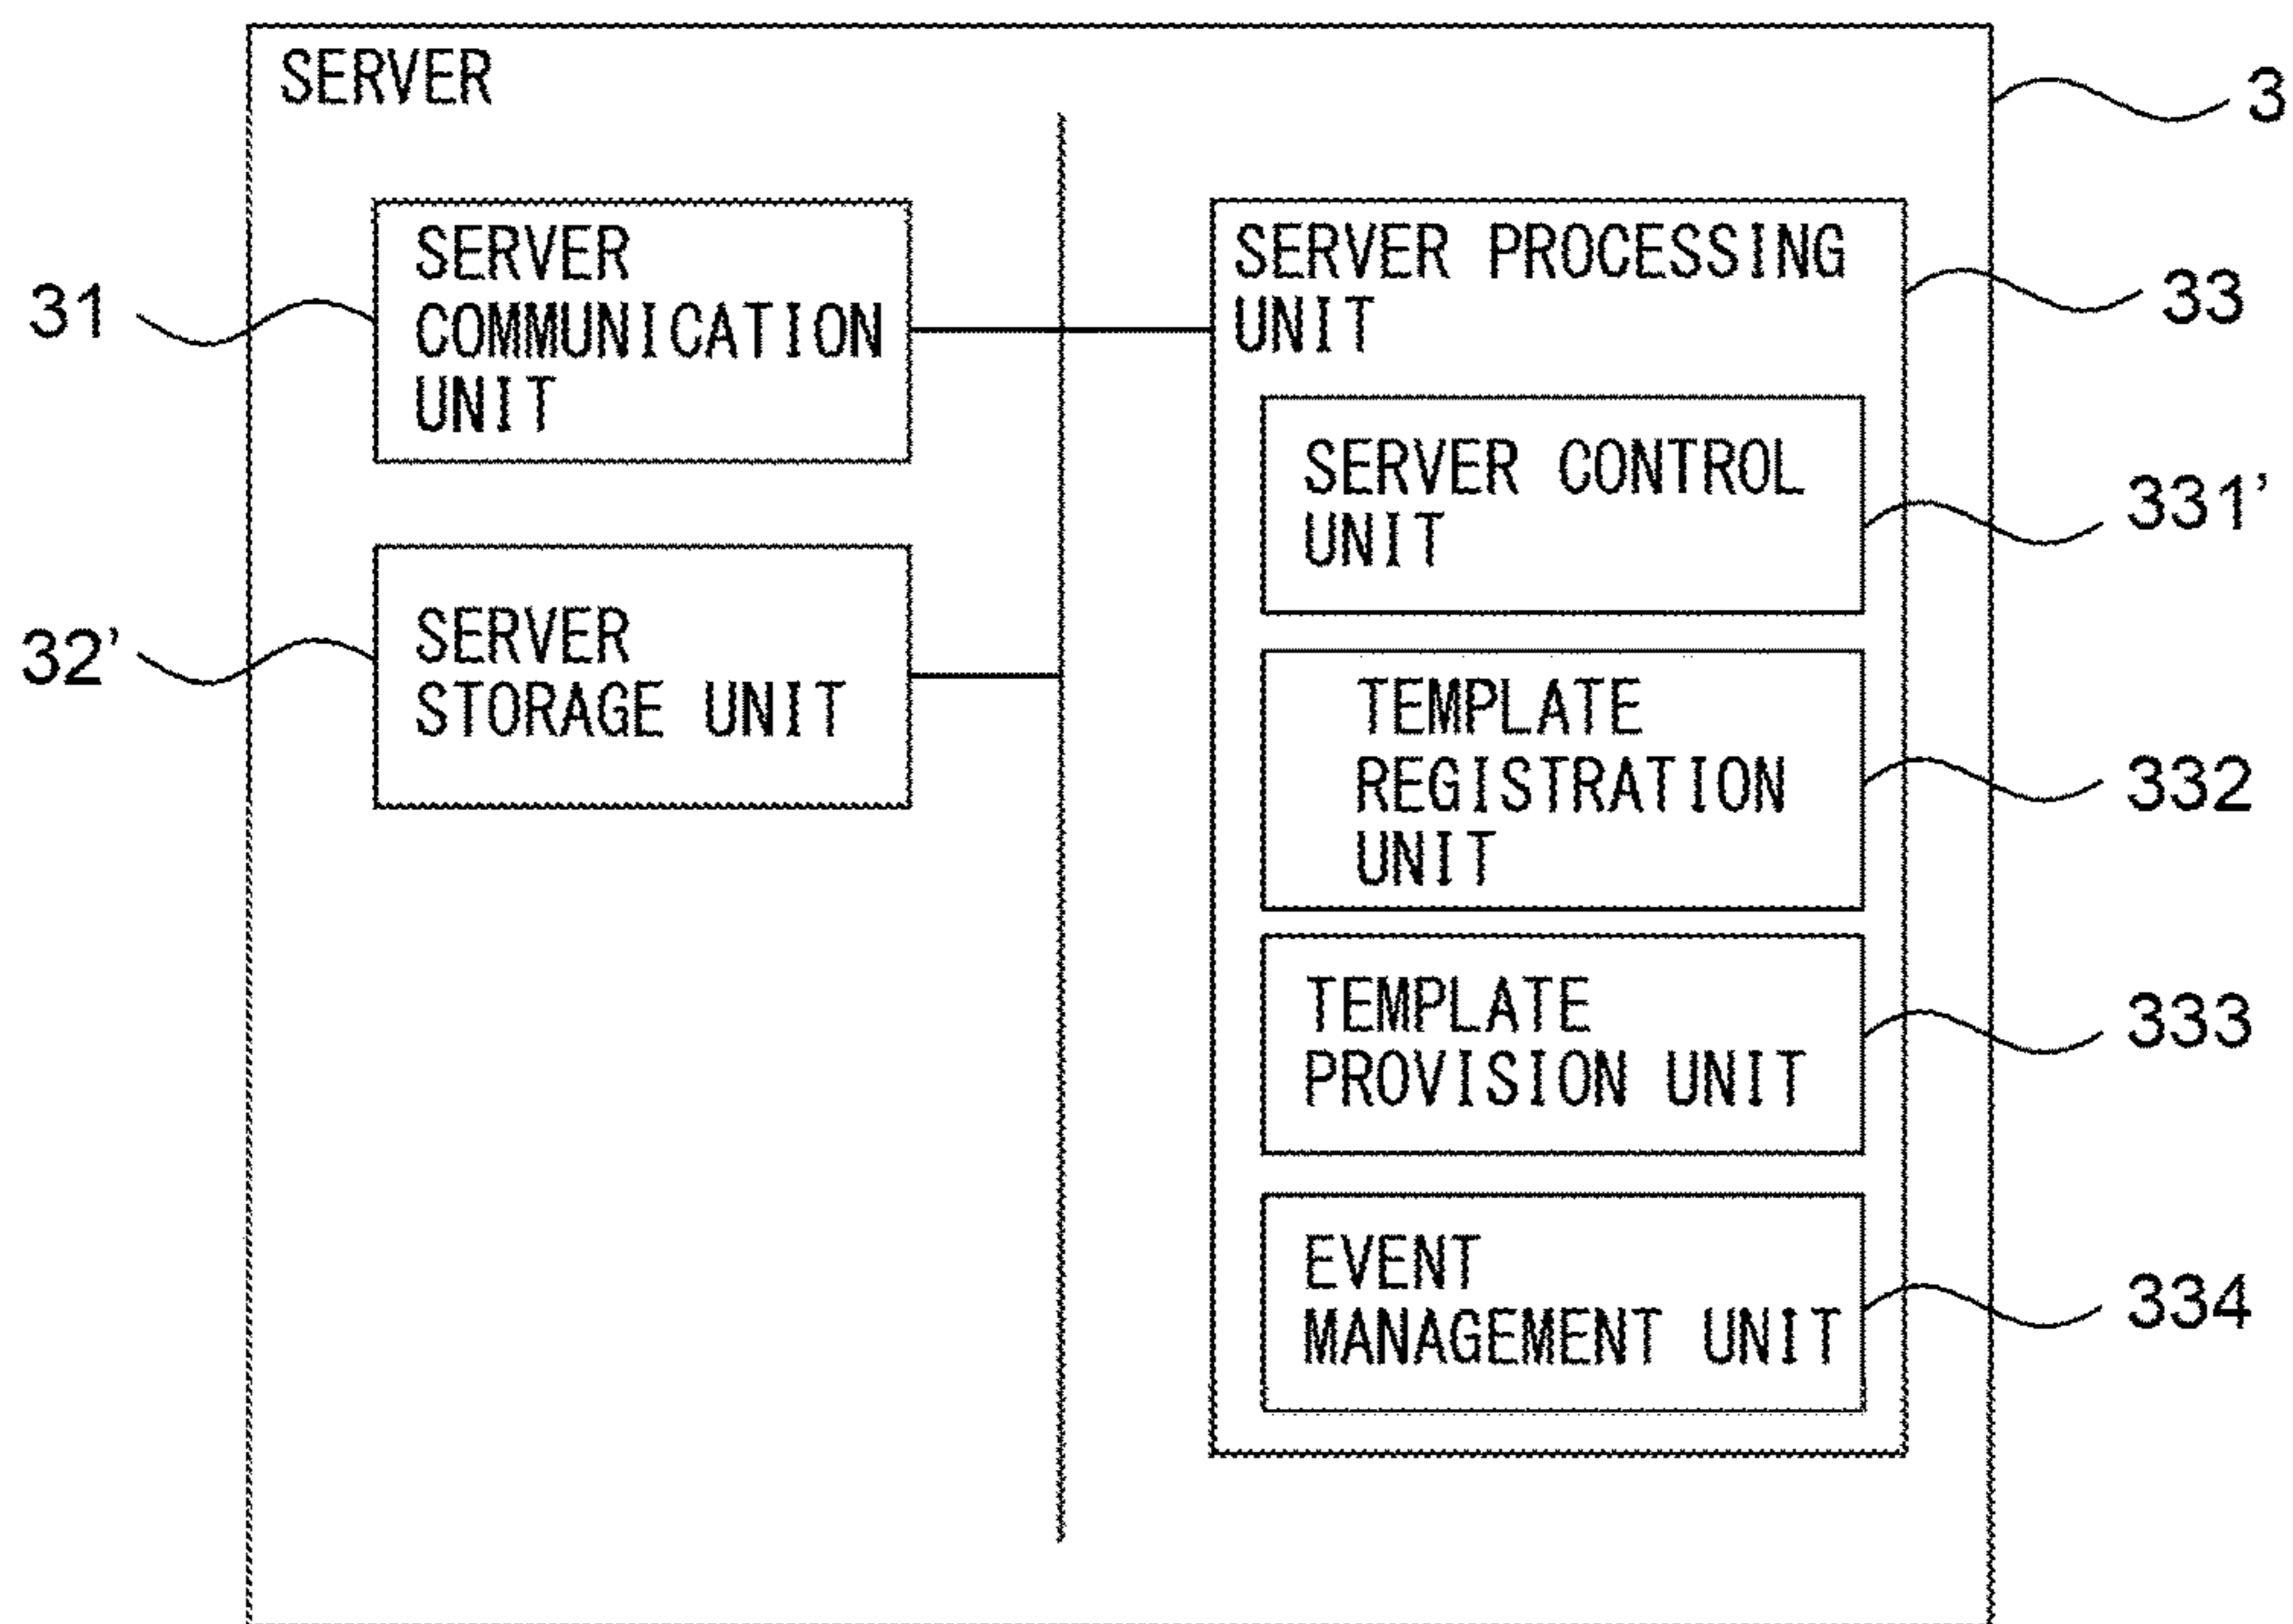 SERVER
3
SERVER
COMMUNICATION
UNIT
31
SERVER
STORAGE UNIT
32'
SERVER PROCESSING
UNIT
33
SERVER CONTROL
UNIT
331’
TEMPLATE
REGISTRATION
UNIT
332
TEMPLATE
PROVISION UNIT
333
EVENT
MANAGEMENT UNIT
334